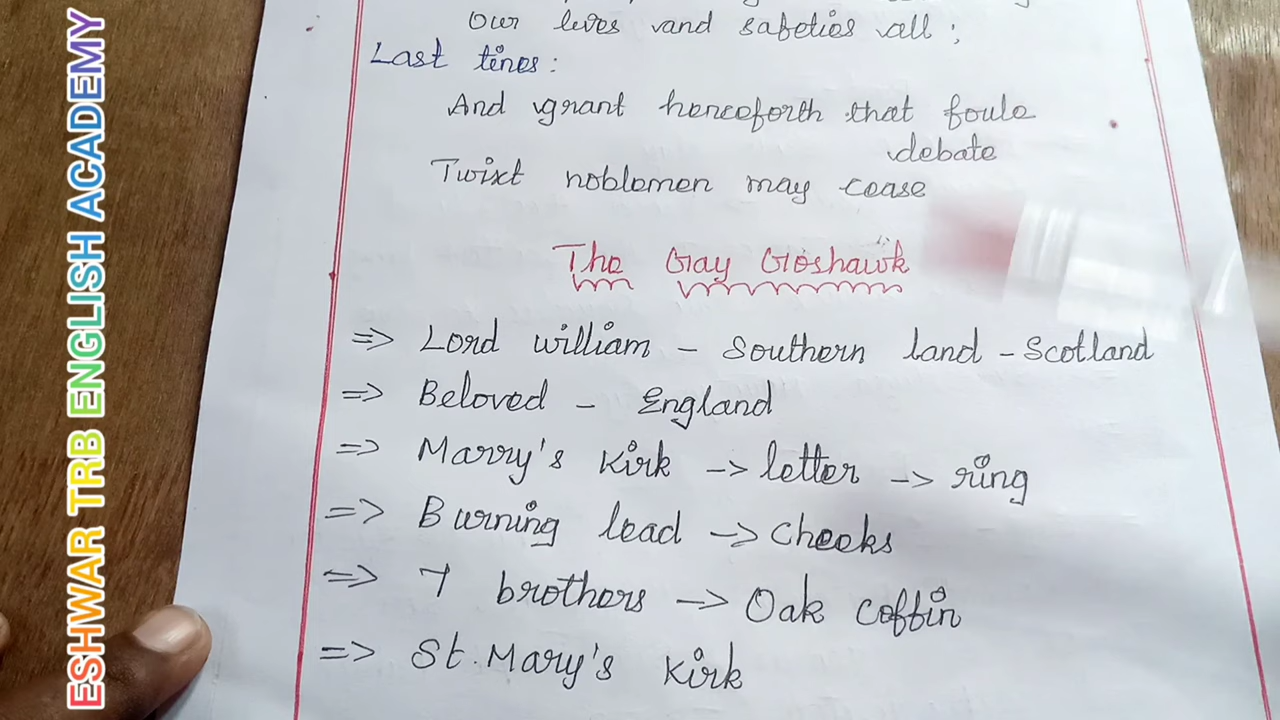 Our lives and safeties all ;
Last lines :
And grant henceforth that foule
debate
Twixt noblemen may cease
The Gay Goshawk
=> Lord william - Southern land - Scotland
=> Beloved - England
=> Marry's Kirk -> letter -> ring
=> Burning lead -> Cheeks
=> 7 brothers -> Oak coffin
=> St. Mary's Kirk
ESHWAR TRB ENGLISH ACADEMY